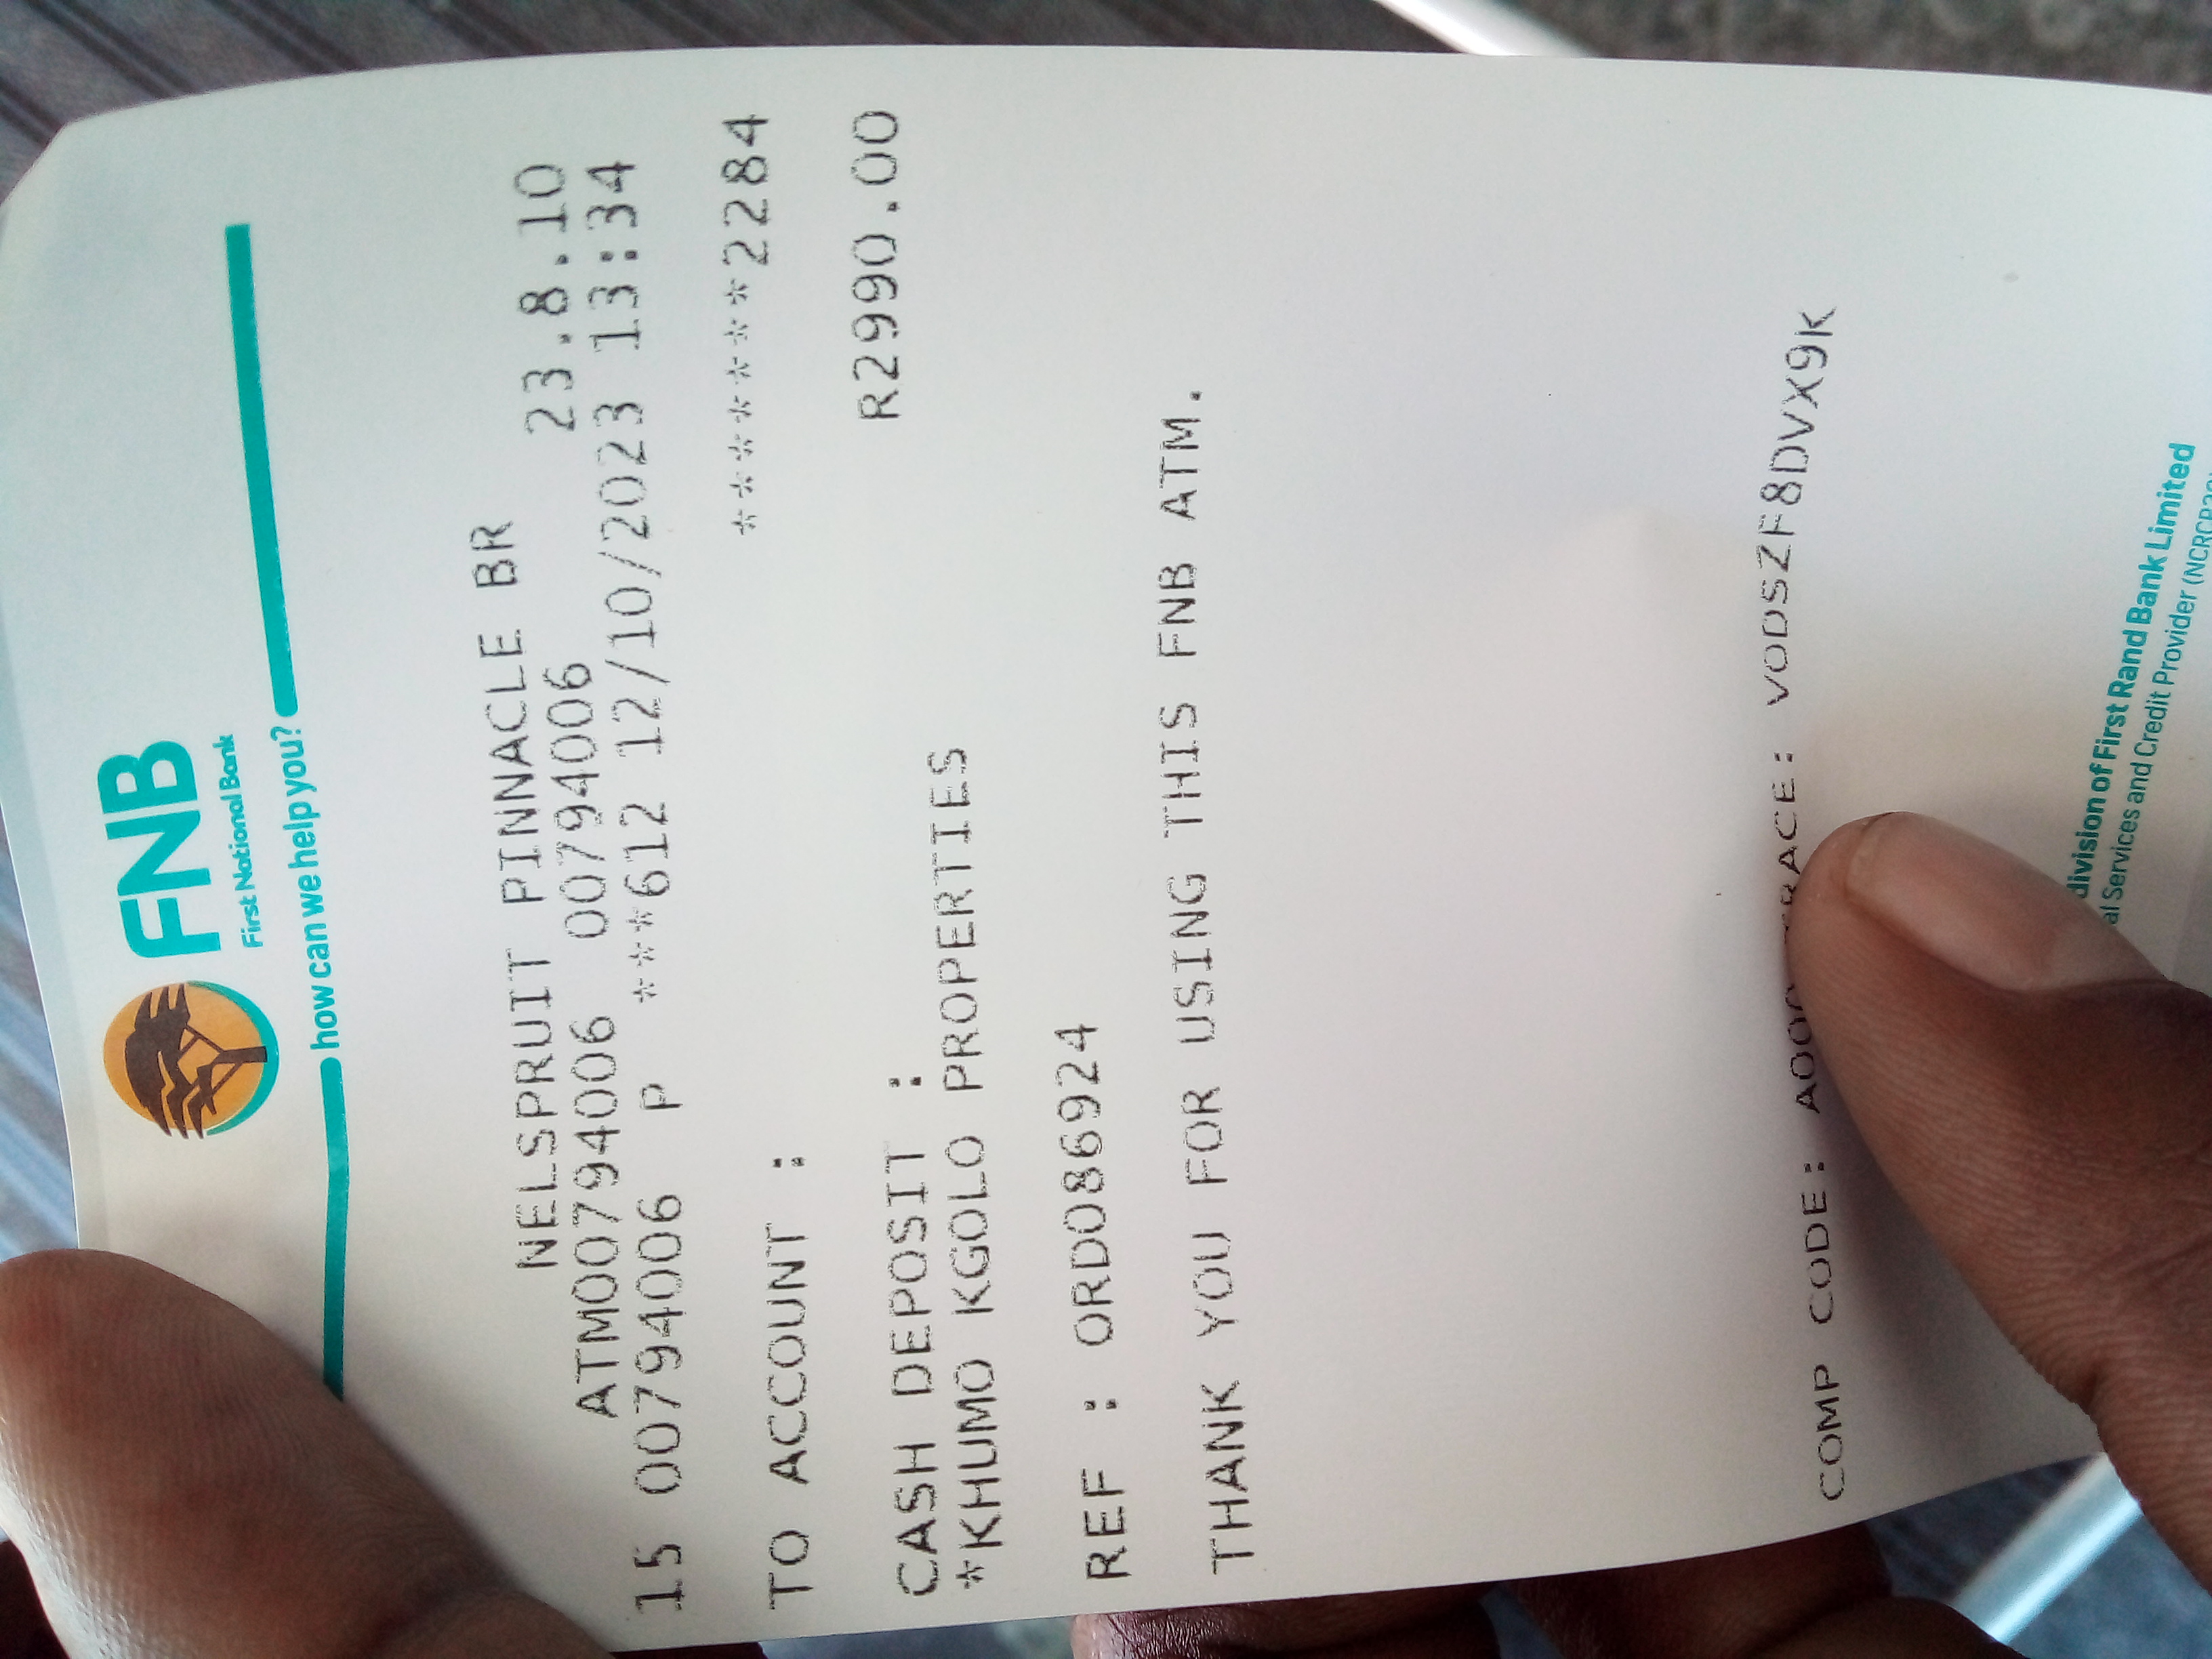 FNB
First National Bank
how can we help you?
NELSPRUIT PINNACLE BR
ATM00794006 00794006 23.8.10
15 00794006 P ***612 12/10/2023 13:34
TO ACCOUNT : *******2284
CASH DEPOSIT : R2990.00
*KHUMO KGOLO PROPERTIES
REF : ORD086924
THANK YOU FOR USING THIS FNB ATM.
COMP CODE: VODSZF8DVX9K
division of First Rand Bank Limited
Services and Credit Provider